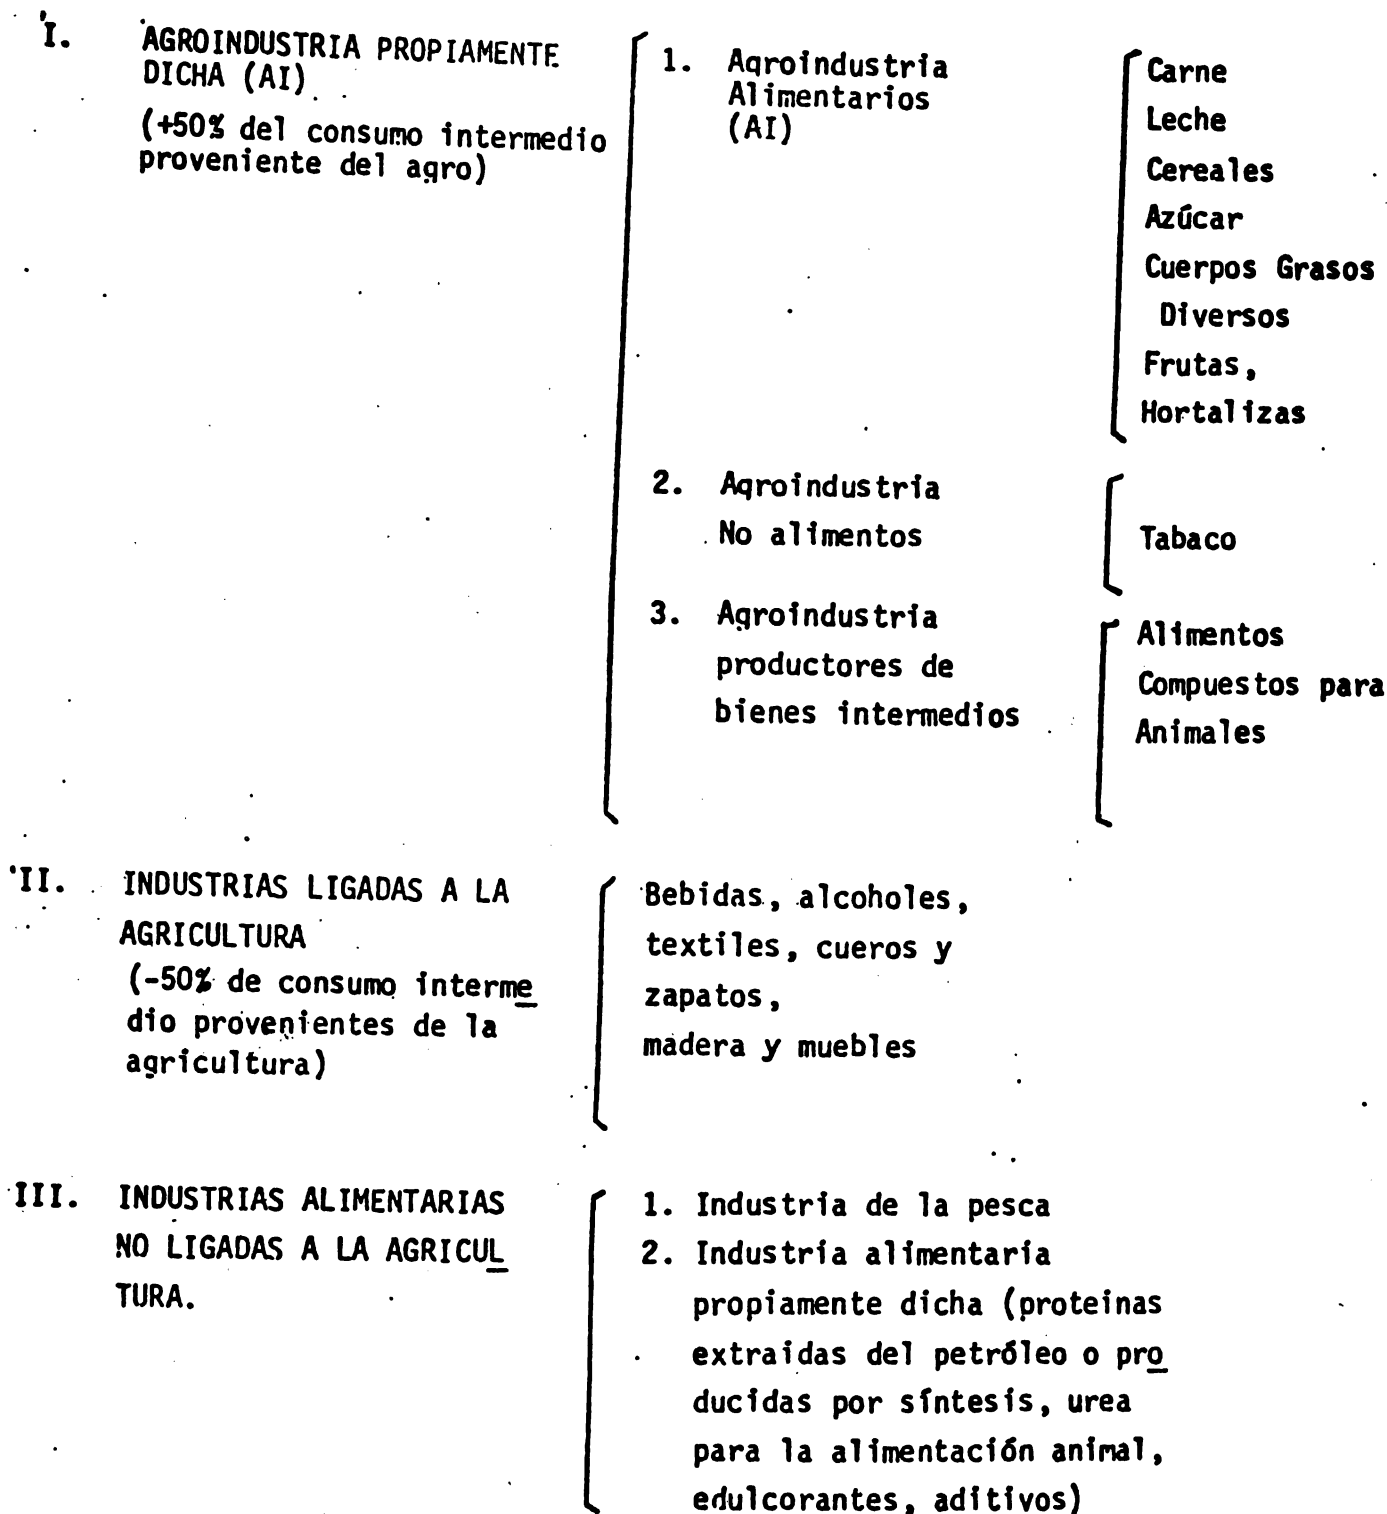 I. AGROINDUSTRIA PROPIAMENTE
DICHA (AI)
(+50% del consumo intermedio
proveniente del agro)
1. Agroindustria
Alimentarios
(AI)
Carne
Leche
Cereales
Azúcar
Cuerpos Grasos
Diversos
Frutas,
Hortalizas
2. Agroindustria
No alimentos
Tabaco
3. Agroindustria
productores de
bienes intermedios
Alimentos
Compuestos para
Animales
II. INDUSTRIAS LIGADAS A LA
AGRICULTURA
(-50% de consumo interme
dio provenientes de la
agricultura)
Bebidas, alcoholes,
textiles, cueros y
zapatos,
madera y muebles
III. INDUSTRIAS ALIMENTARIAS
NO LIGADAS A LA AGRICUL
TURA.
1. Industria de la pesca
2. Industria alimentaria
propiamente dicha (proteinas
extraidas del petróleo o pro
ducidas por síntesis, urea
para la alimentación animal,
edulcorantes, aditivos)